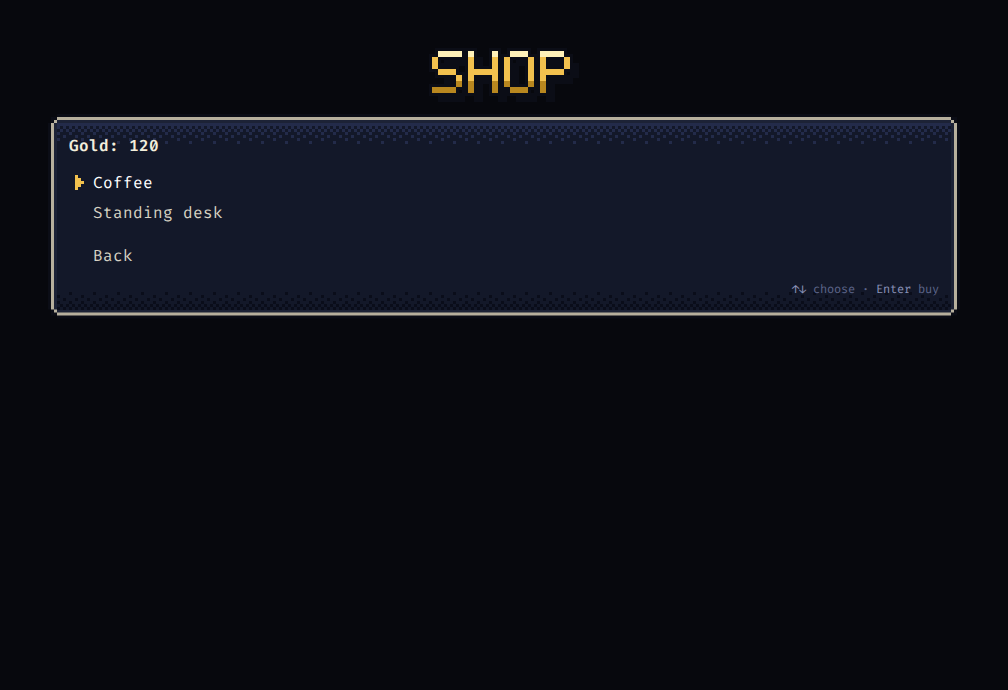 SHOP
Gold: 120
Coffee
Standing desk
Back
↑↓ choose · Enter buy